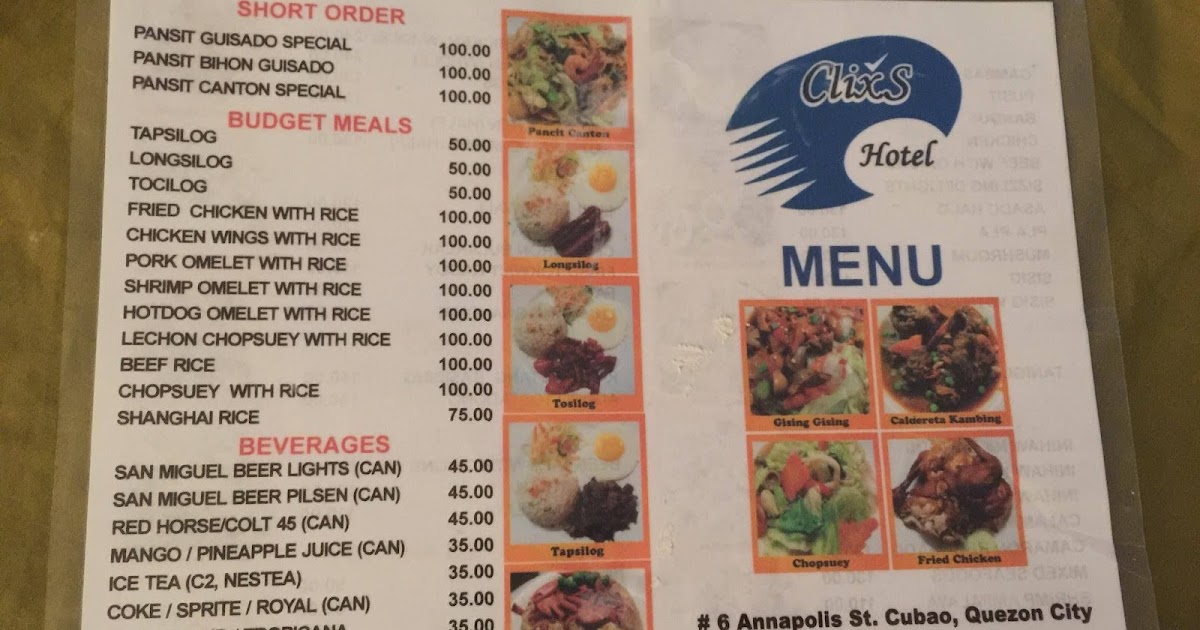 SHORT ORDER
PANSIT GUISADO SPECIAL 100.00
PANSIT BIHON GUISADO 100.00
PANSIT CANTON SPECIAL 100.00
BUDGET MEALS
TAPSILOG 50.00
LONGSILOG 50.00
TOCILOG 50.00
FRIED CHICKEN WITH RICE 100.00
CHICKEN WINGS WITH RICE 100.00
PORK OMELET WITH RICE 100.00
SHRIMP OMELET WITH RICE 100.00
HOTDOG OMELET WITH RICE 100.00
LECHON CHOPSUEY WITH RICE 100.00
BEEF RICE 100.00
CHOPSUEY WITH RICE 100.00
SHANGHAI RICE 75.00
BEVERAGES
SAN MIGUEL BEER LIGHTS (CAN) 45.00
SAN MIGUEL BEER PILSEN (CAN) 45.00
RED HORSE/COLT 45 (CAN) 45.00
MANGO / PINEAPPLE JUICE (CAN) 35.00
ICE TEA (C2, NESTEA) 35.00
COKE / SPRITE / ROYAL (CAN) 35.00
TROPICANA 35.00
Pancit Canton
Longsilog
Tosilog
Tapsilog
Clix's
Hotel
MENU
Gising Gising
Caldereta Kambing
Chopsuey
Fried Chicken
# 6 Annapolis St. Cubao, Quezon City